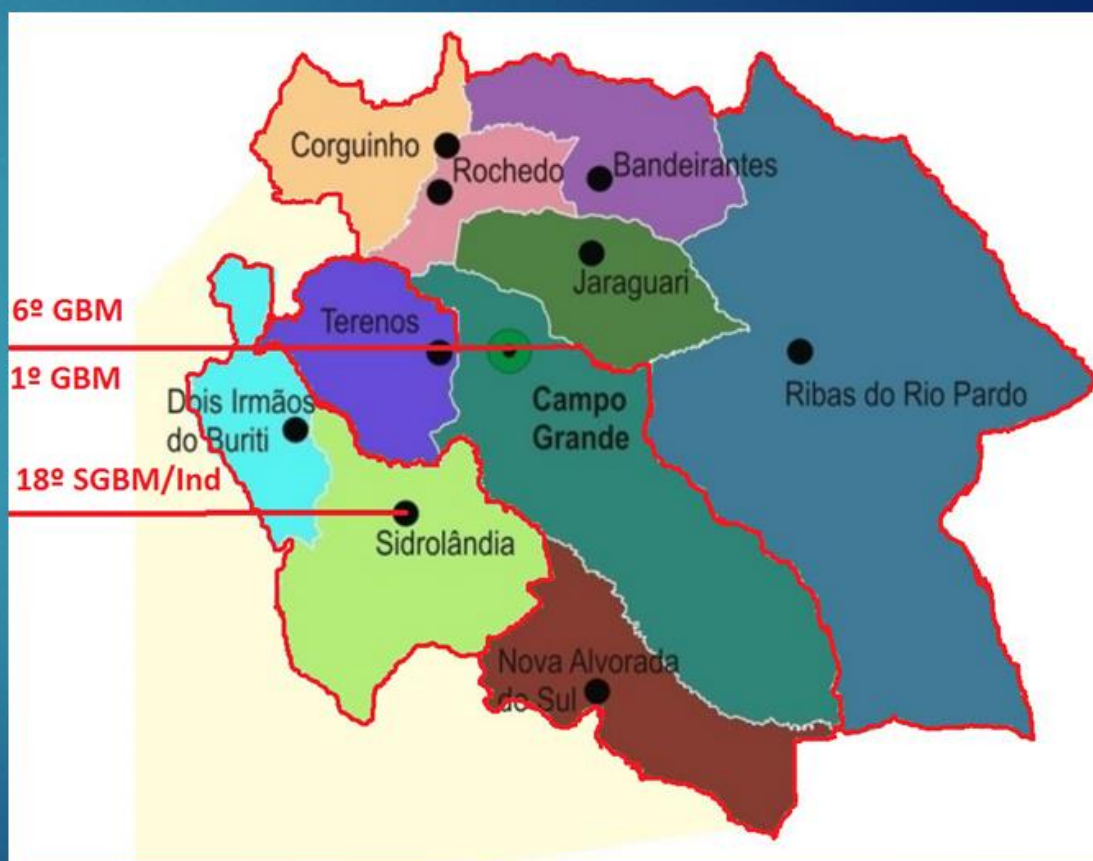 Corguinho
Rochedo
Bandeirantes
Jaraguari
6º GBM
Terenos
1º GBM
Dois Irmãos
do Buriti
Campo
Grande
Ribas do Rio Pardo
18º SGBM/Ind
Sidrolândia
Nova Alvorada
do Sul